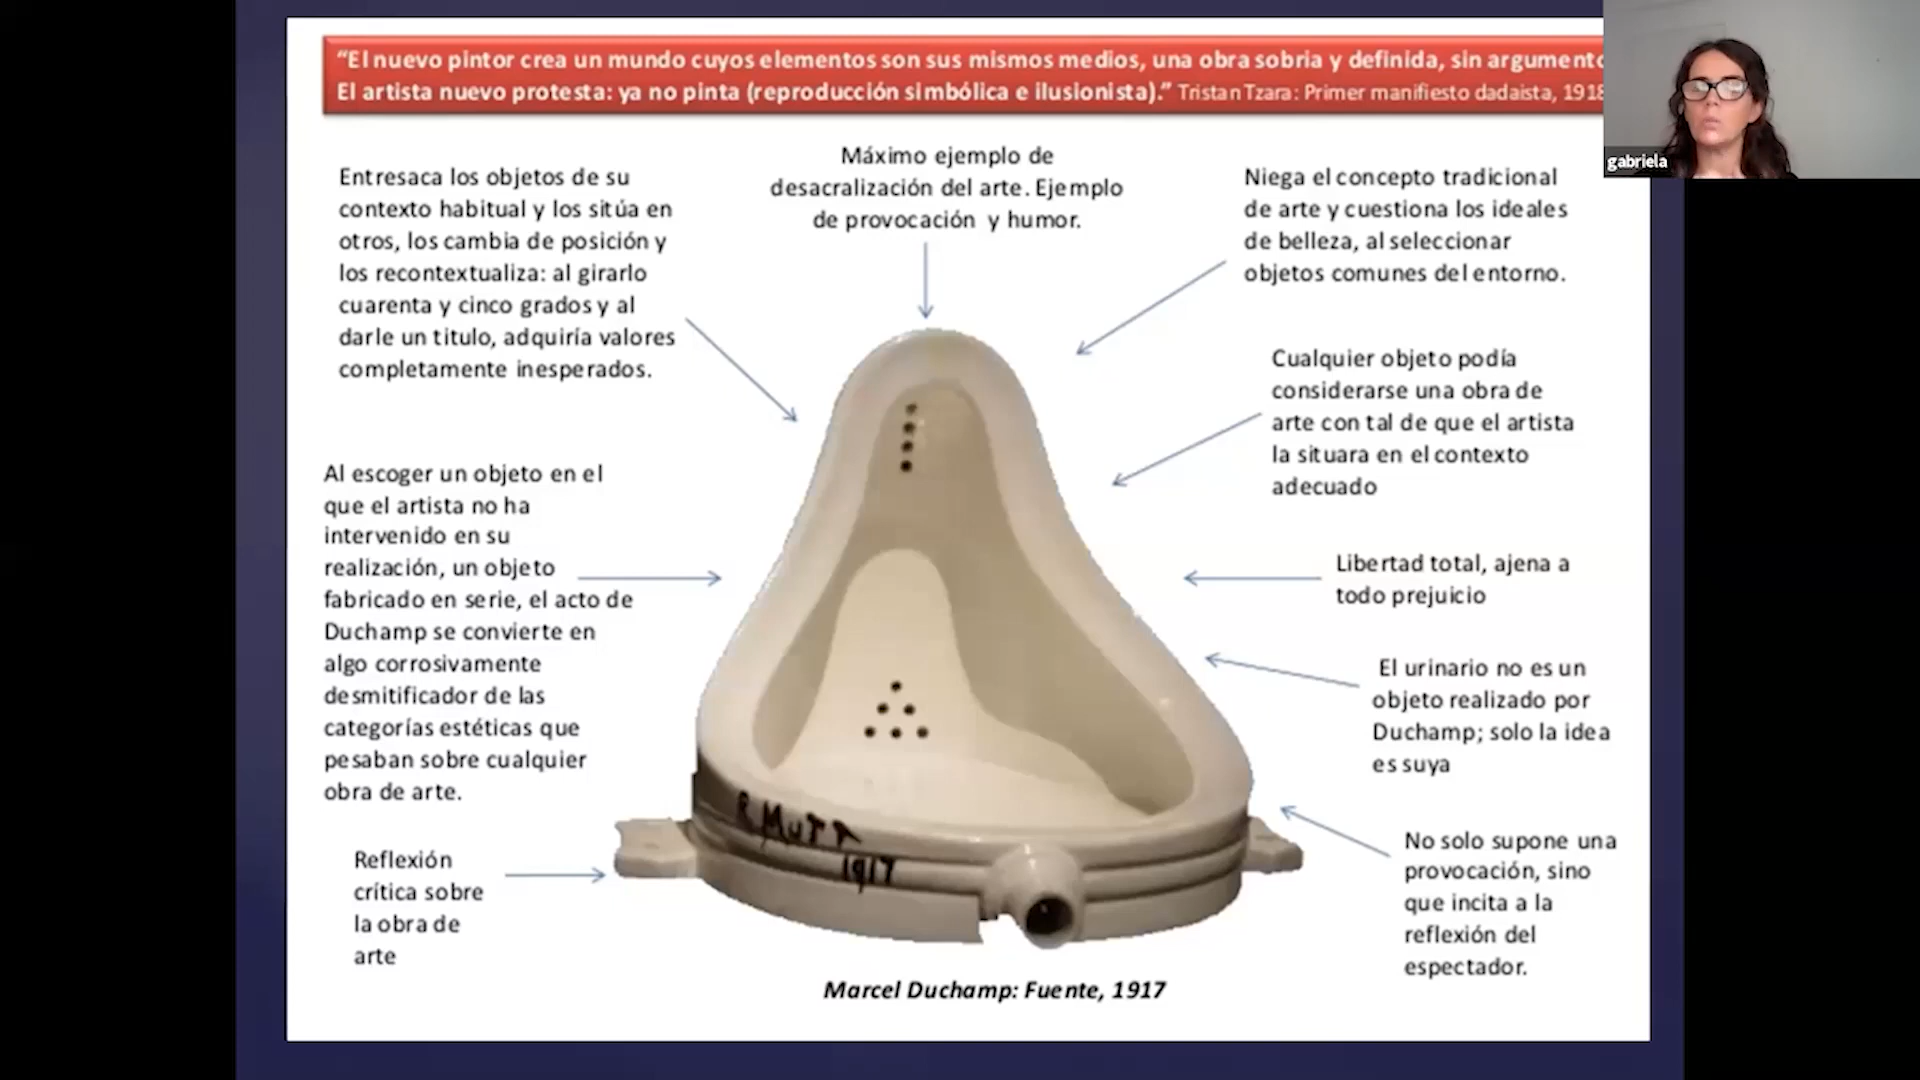 “El nuevo pintor crea un mundo cuyos elementos son sus mismos medios, una obra sobria y definida, sin argumento
El artista nuevo protesta: ya no pinta (reproducción simbólica e ilusionista).” Tristan Tzara: Primer manifiesto dadaista, 1918
gabriela
Entresaca los objetos de su
contexto habitual y los sitúa en
otros, los cambia de posición y
los recontextualiza: al girarlo
cuarenta y cinco grados y al
darle un titulo, adquiría valores
completamente inesperados.
Máximo ejemplo de
desacralización del arte. Ejemplo
de provocación y humor.
Niega el concepto tradicional
de arte y cuestiona los ideales
de belleza, al seleccionar
objetos comunes del entorno.
Cualquier objeto podía
considerarse una obra de
arte con tal de que el artista
la situara en el contexto
adecuado
Al escoger un objeto en el
que el artista no ha
intervenido en su
realización, un objeto
fabricado en serie, el acto de
Duchamp se convierte en
algo corrosivamente
desmitificador de las
categorías estéticas que
pesaban sobre cualquier
obra de arte.
Libertad total, ajena a
todo prejuicio
El urinario no es un
objeto realizado por
Duchamp; solo la idea
es suya
Reflexión
crítica sobre
la obra de
arte
No solo supone una
provocación, sino
que incita a la
reflexión del
espectador.
R.MUTT
1917
Marcel Duchamp: Fuente, 1917